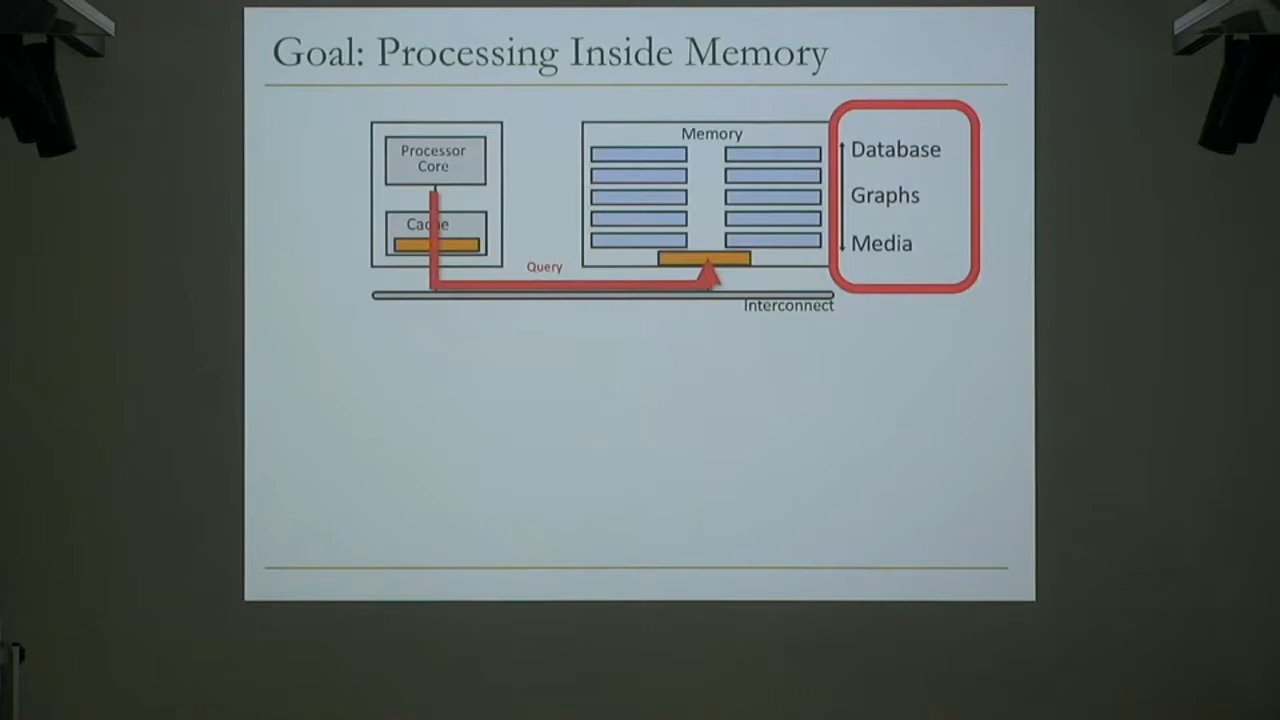 Goal: Processing Inside Memory
Processor
Core
Cache
Memory
Database
Graphs
Media
Query
Interconnect